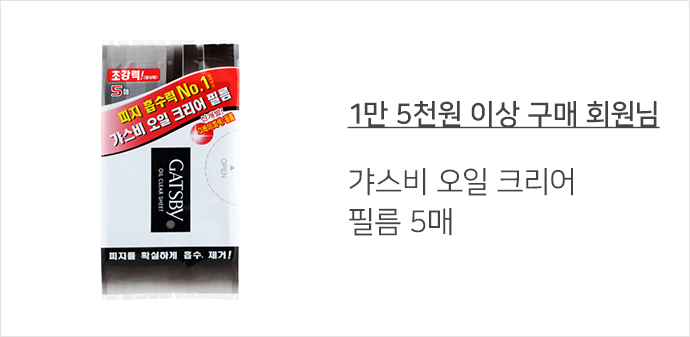 초강력!
5매
피지 흡수력 No.1
갸스비 오일 크리어 필름
OPEN
GATSBY
OIL CLEAR SHEET
피지를 확실하게 흡수, 제거!
1만 5천원 이상 구매 회원님
갸스비 오일 크리어
필름 5매